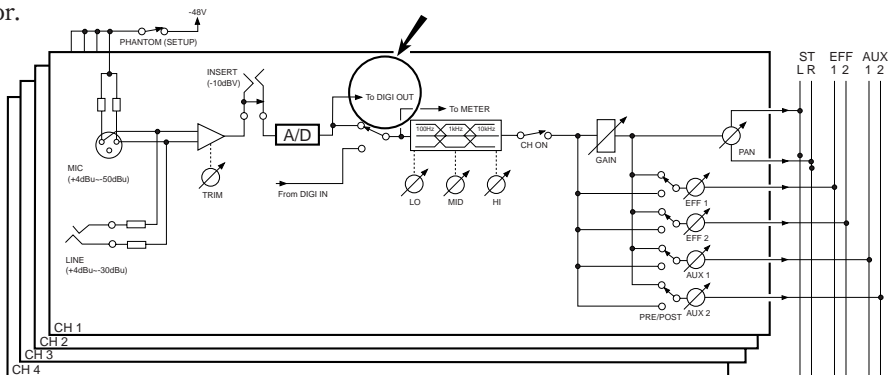 or.
-48V
PHANTOM (SETUP)
INSERT
(-10dBV)
ST EFF AUX
L R 1 2 1 2
To DIGI OUT
To METER
A/D
100Hz 1kHz 10kHz
CH ON
GAIN
PAN
MIC
(+4dBu~-50dBu)
TRIM
From DIGI IN
LO MID HI
EFF 1
EFF 2
LINE
(+4dBu~-30dBu)
AUX 1
AUX 2
PRE/POST
CH 1
CH 2
CH 3
CH 4